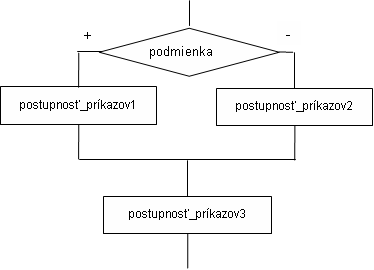 +
-
podmienka
postupnosť_príkazov1
postupnosť_príkazov2
postupnosť_príkazov3